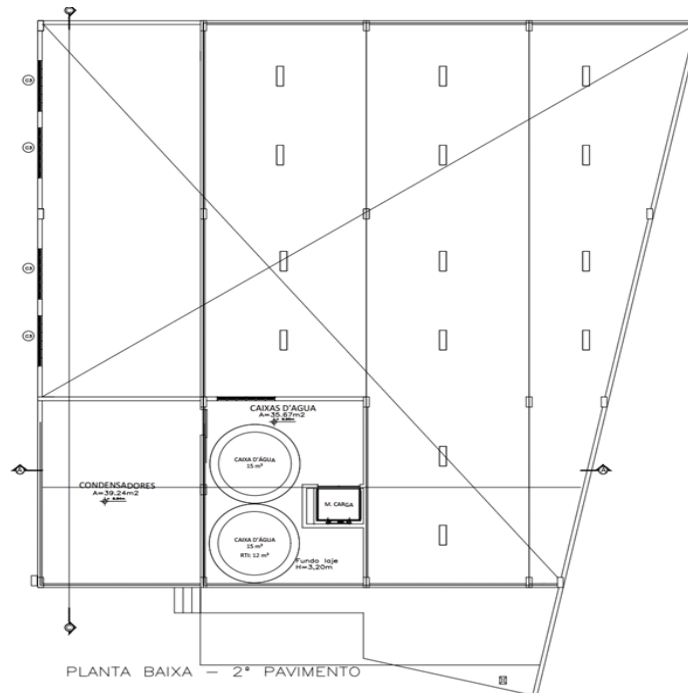 CAIXAS D'AGUA
A=35.67m2
CAIXA D'ÁGUA
15 m³
CONDENSADORES
A=39.24m2
M. CARGA
CAIXA D'ÁGUA
15 m³
RTI: 12 m³
Fundo laje
H=3,20m
PLANTA BAIXA — 2ª PAVIMENTO